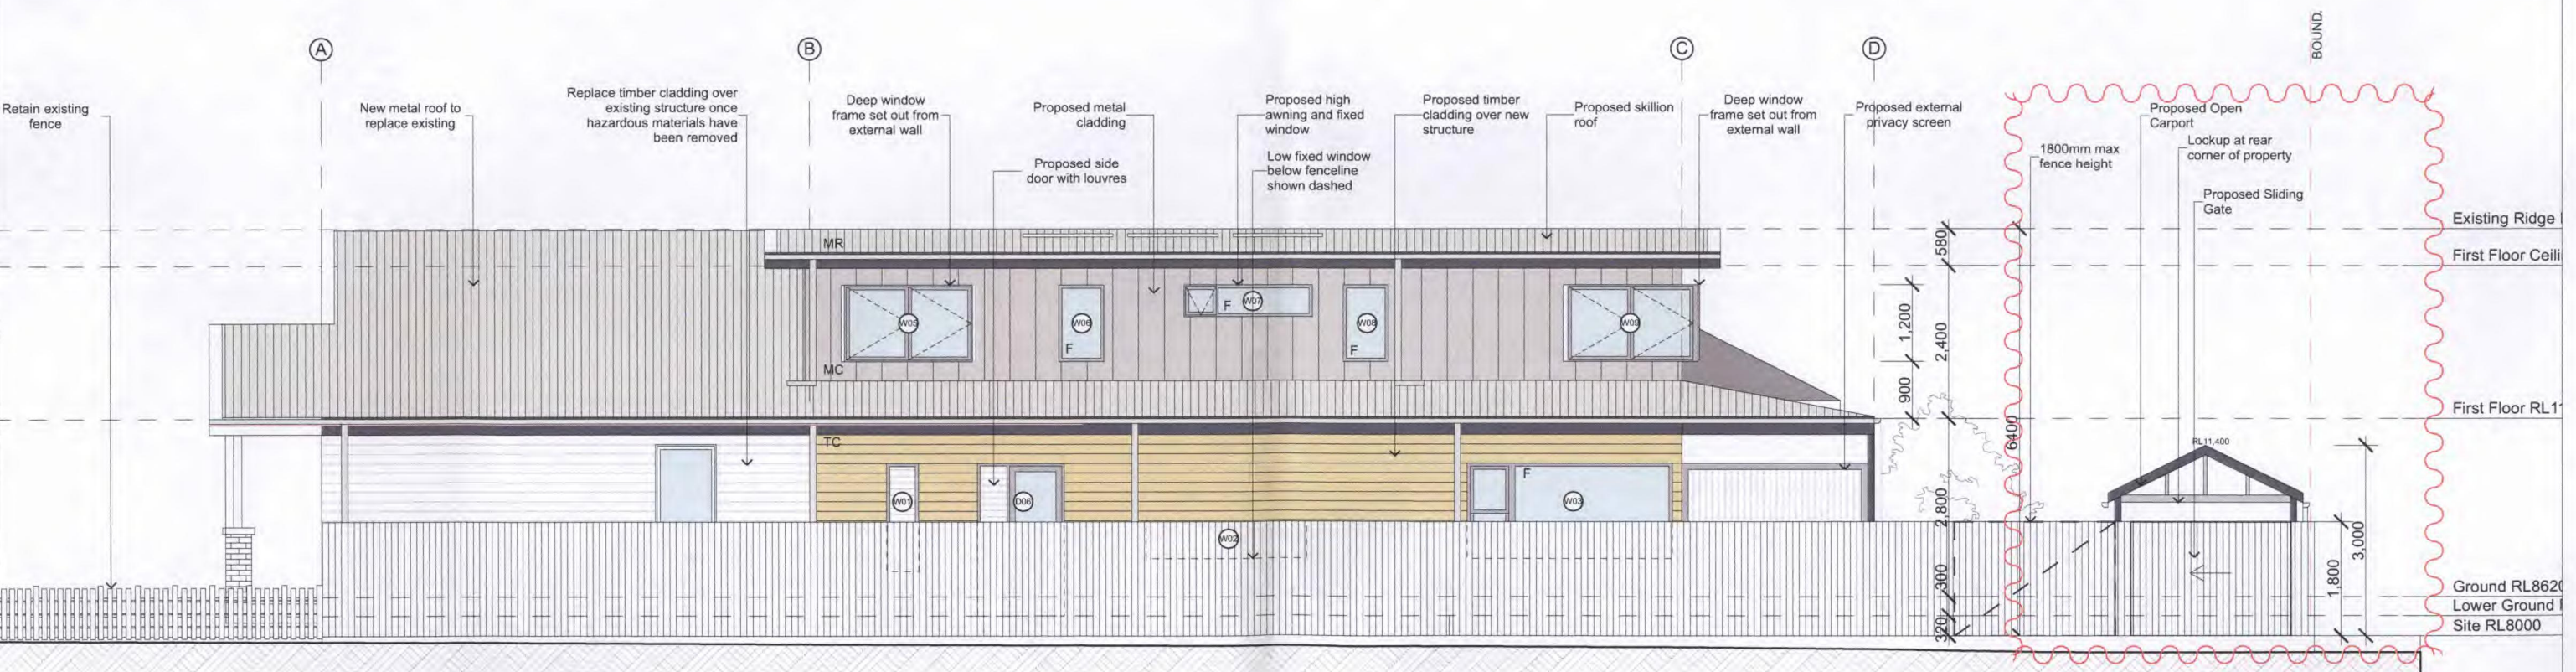 A
B
C
D
BOUND.
Retain existing
fence
New metal roof to
replace existing
Replace timber cladding over
existing structure once
hazardous materials have
been removed
Deep window
frame set out from
external wall
Proposed side
door with louvres
Proposed metal
cladding
Proposed high
awning and fixed
window
Low fixed window
below fenceline
shown dashed
Proposed timber
cladding over new
structure
Proposed skillion
roof
Deep window
frame set out from
external wall
Proposed external
privacy screen
1800mm max
fence height
Proposed Open
Carport
Lockup at rear
corner of property
Proposed Sliding
Gate
Existing Ridge
First Floor Ceili
First Floor RL11
Ground RL8620
Lower Ground
Site RL8000
MR
MC
TC
W05
W06
F
F
W07
W08
F
W09
W01
D06
F
W03
W02
580
2,400
1,200
900
6400
2,800
300
320
RL11,400
1,800
3,000